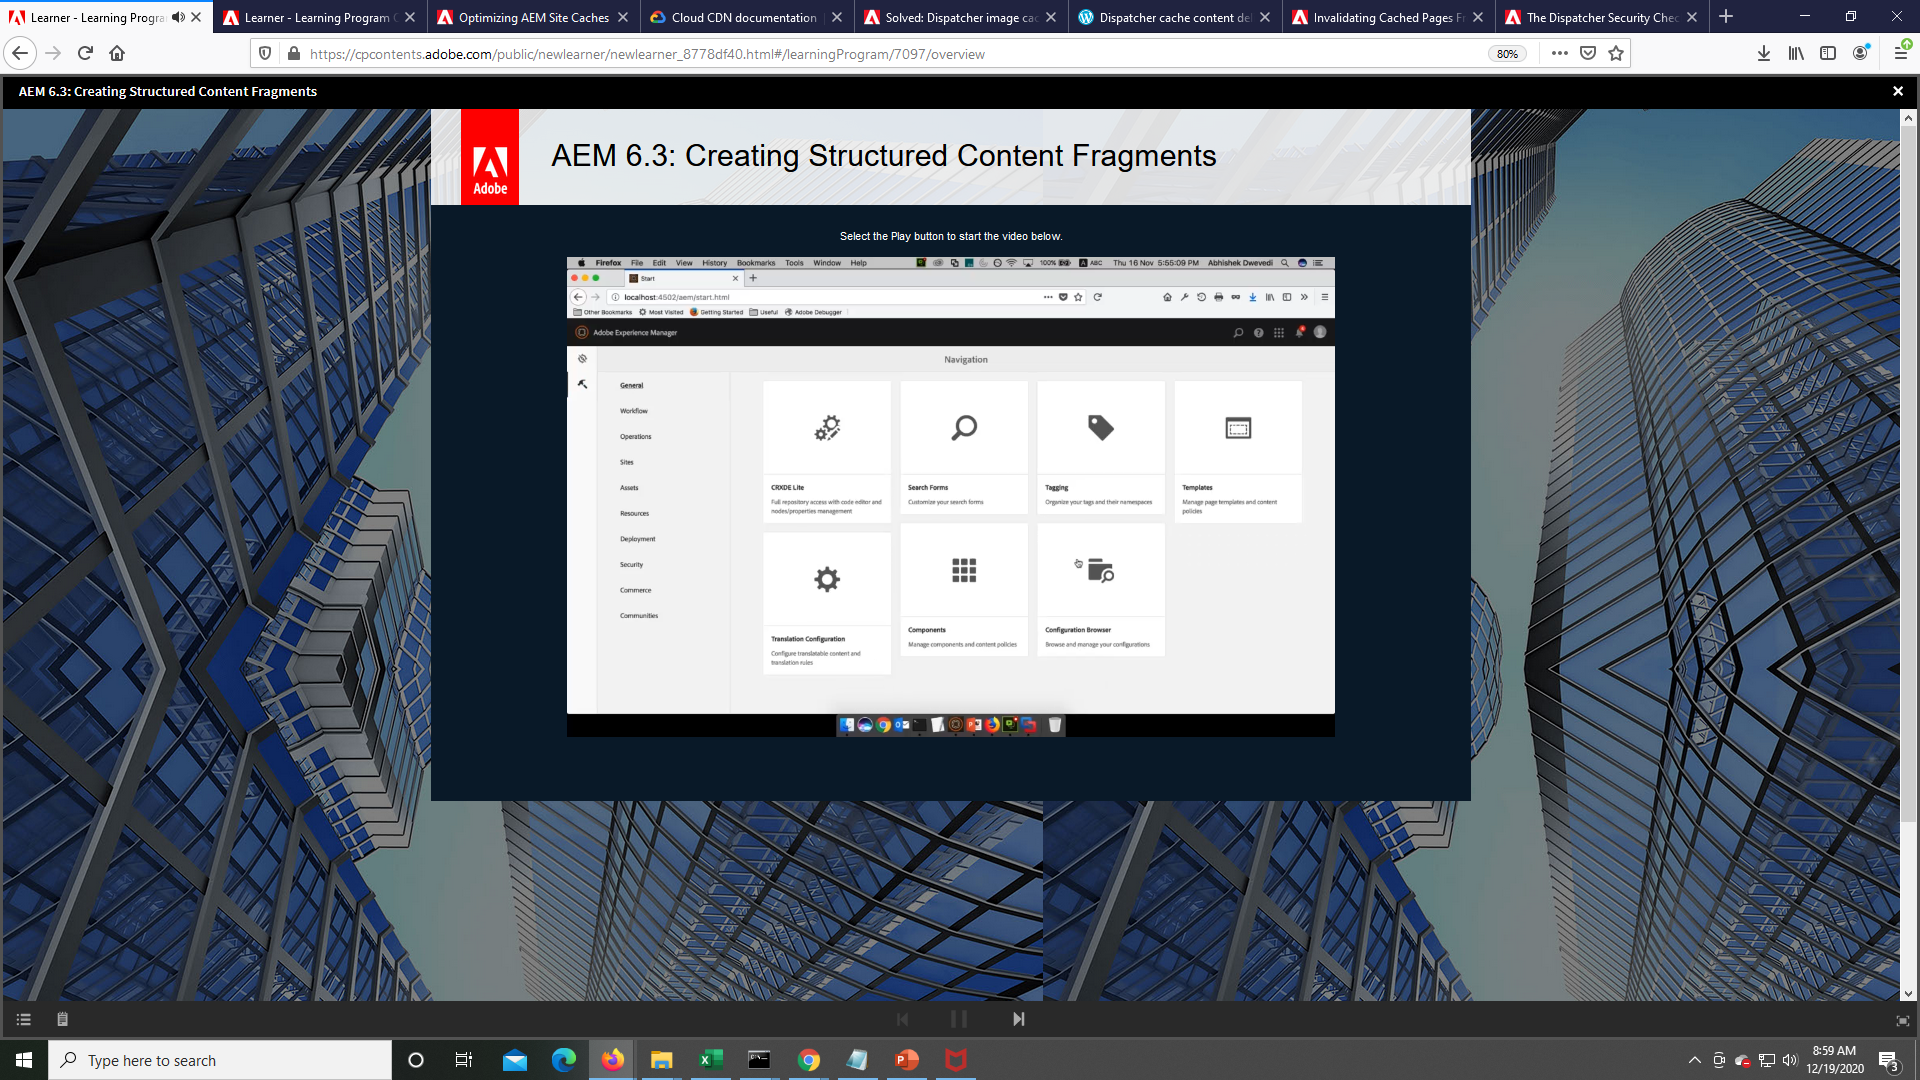 Learner - Learning Progra
Learner - Learning Program C
Optimizing AEM Site Caches
Cloud CDN documentation
Solved: Dispatcher image cac
Dispatcher cache content del
Invalidating Cached Pages Fr
The Dispatcher Security Chec
https://cpcontents.adobe.com/public/newlearner/newlearner_8778df40.html#/learningProgram/7097/overview
80%
AEM 6.3: Creating Structured Content Fragments
Adobe
AEM 6.3: Creating Structured Content Fragments
Select the Play button to start the video below.
Firefox File Edit View History Bookmarks Tools Window Help
100% ABC Thu 16 Nov 5:55:09 PM Abhishek Dwevedi
Start
localhost:4502/aem/start.html
Other Bookmarks Most Visited Getting Started Useful Adobe Debugger
Adobe Experience Manager
Navigation
General
Workflow
Operations
Sites
Assets
Resources
Deployment
Security
Commerce
Communities
CRXDE Lite
Full repository access with code editor and
nodes/properties management
Search Forms
Customize your search forms
Tagging
Organize your tags and their namespaces
Templates
Manage page templates and content
policies
Translation Configuration
Configure translatable content and
translation rules
Components
Manage components and content policies
Configuration Browser
Browse and manage your configurations
Type here to search
8:59 AM
12/19/2020
3